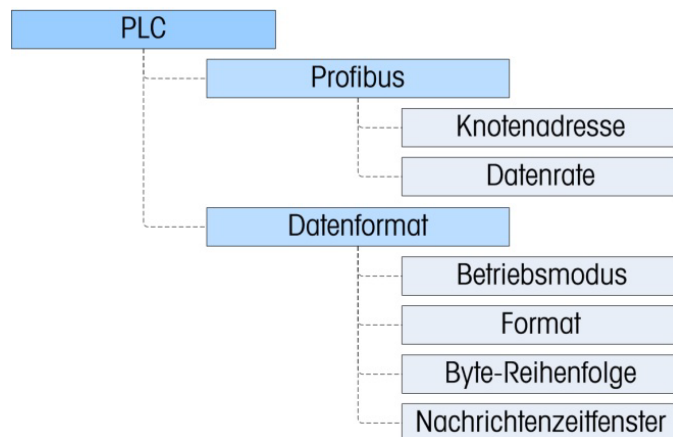 PLC
Profibus
Knotenadresse
Datenrate
Datenformat
Betriebsmodus
Format
Byte-Reihenfolge
Nachrichtenzeitfenster